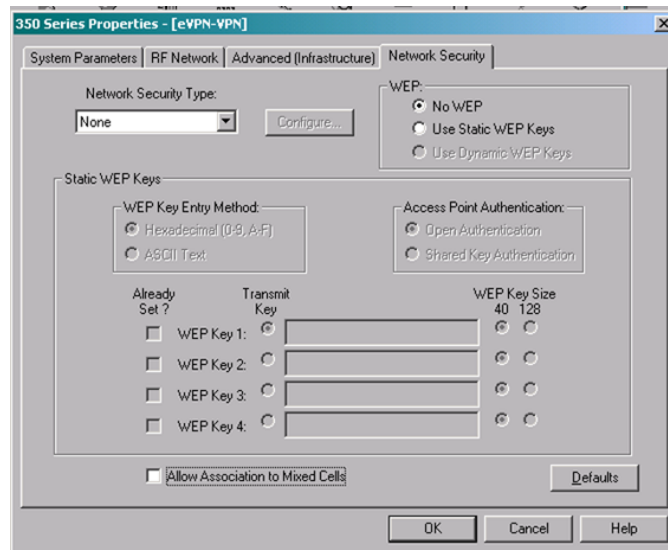 350 Series Properties - [eVPN-VPN]
System Parameters RF Network Advanced (Infrastructure) Network Security
Network Security Type:
None
Configure...
WEP:
No WEP
Use Static WEP Keys
Use Dynamic WEP Keys
Static WEP Keys
WEP Key Entry Method:
Hexadecimal (0-9, A-F)
ASCII Text
Access Point Authentication:
Open Authentication
Shared Key Authentication
Already
Set ?
Transmit
Key
WEP Key Size
40 128
WEP Key 1:
WEP Key 2:
WEP Key 3:
WEP Key 4:
Allow Association to Mixed Cells
Defaults
OK Cancel Help